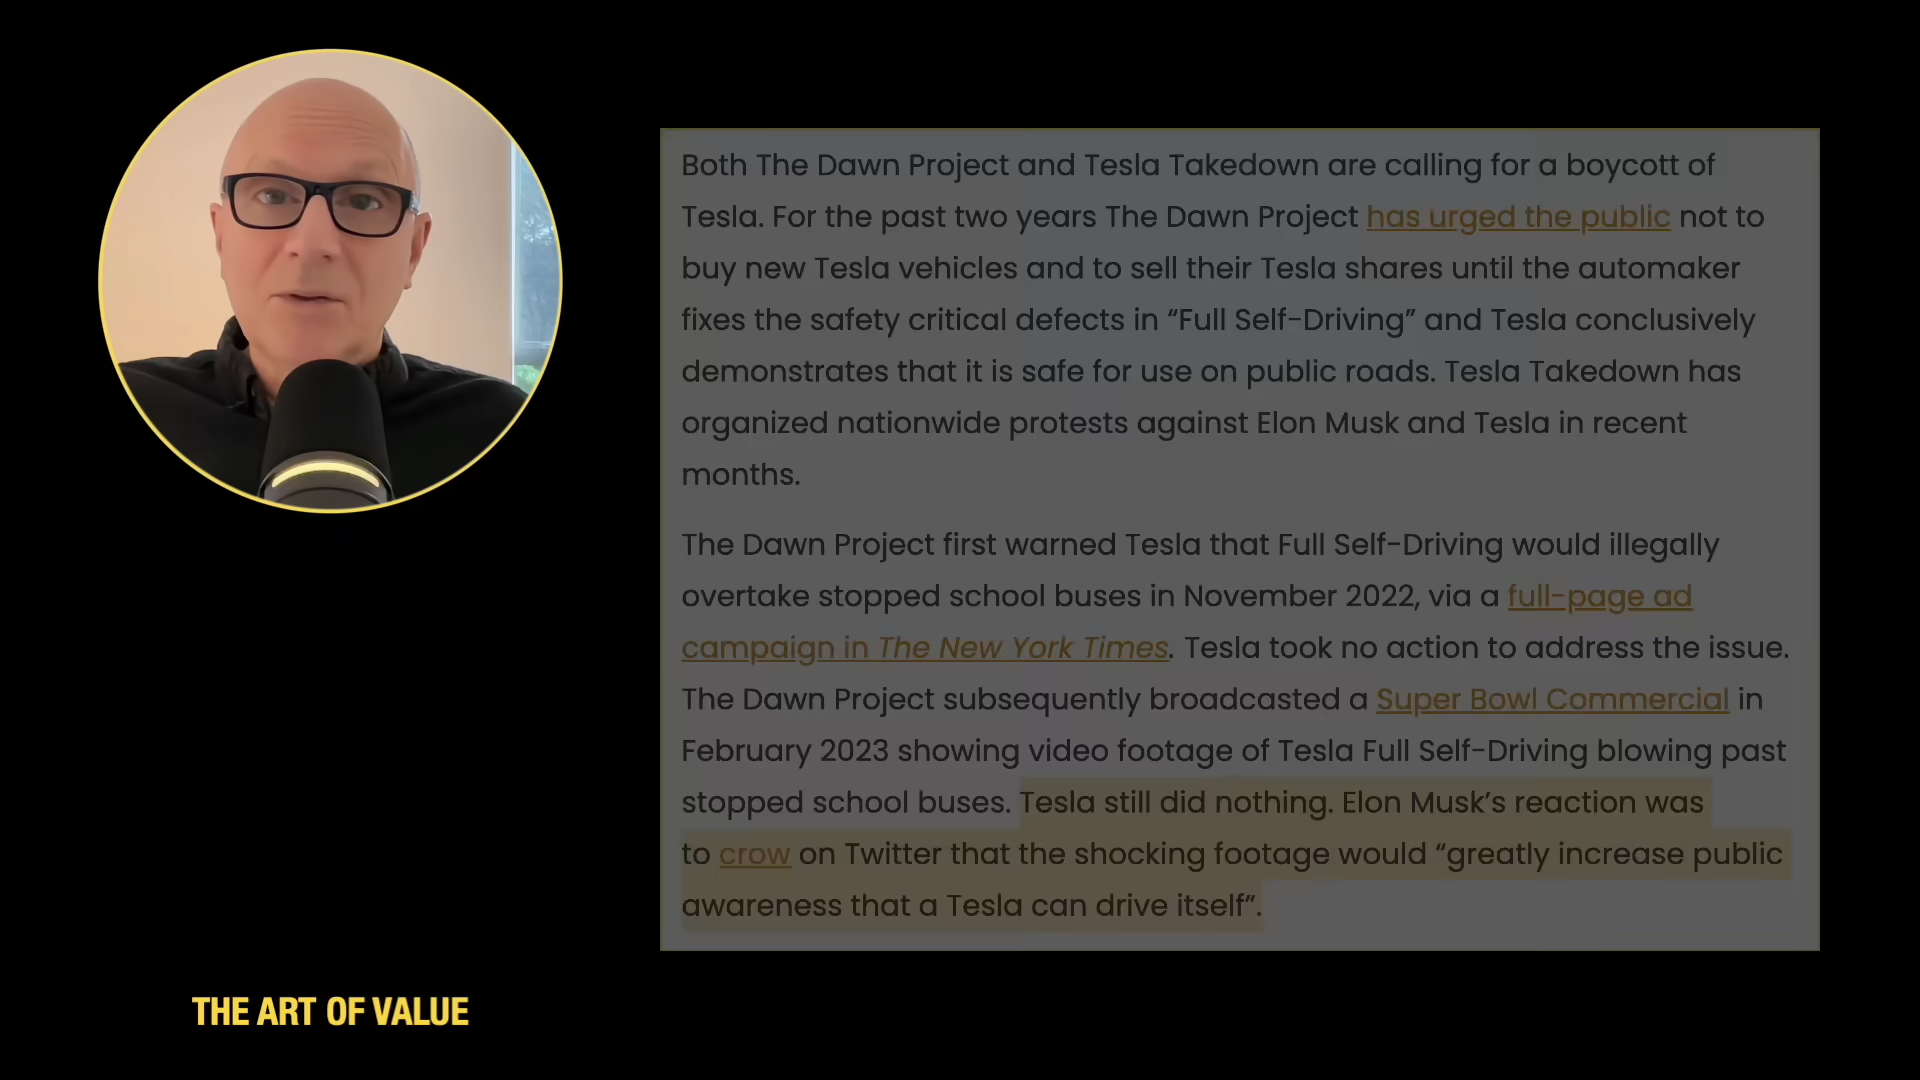 Both The Dawn Project and Tesla Takedown are calling for a boycott of
Tesla. For the past two years The Dawn Project has urged the public not to
buy new Tesla vehicles and to sell their Tesla shares until the automaker
fixes the safety critical defects in “Full Self-Driving” and Tesla conclusively
demonstrates that it is safe for use on public roads. Tesla Takedown has
organized nationwide protests against Elon Musk and Tesla in recent
months.
The Dawn Project first warned Tesla that Full Self-Driving would illegally
overtake stopped school buses in November 2022, via a full-page ad
campaign in The New York Times. Tesla took no action to address the issue.
The Dawn Project subsequently broadcasted a Super Bowl Commercial in
February 2023 showing video footage of Tesla Full Self-Driving blowing past
stopped school buses. Tesla still did nothing. Elon Musk’s reaction was
to crow on Twitter that the shocking footage would “greatly increase public
awareness that a Tesla can drive itself”.
THE ART OF VALUE